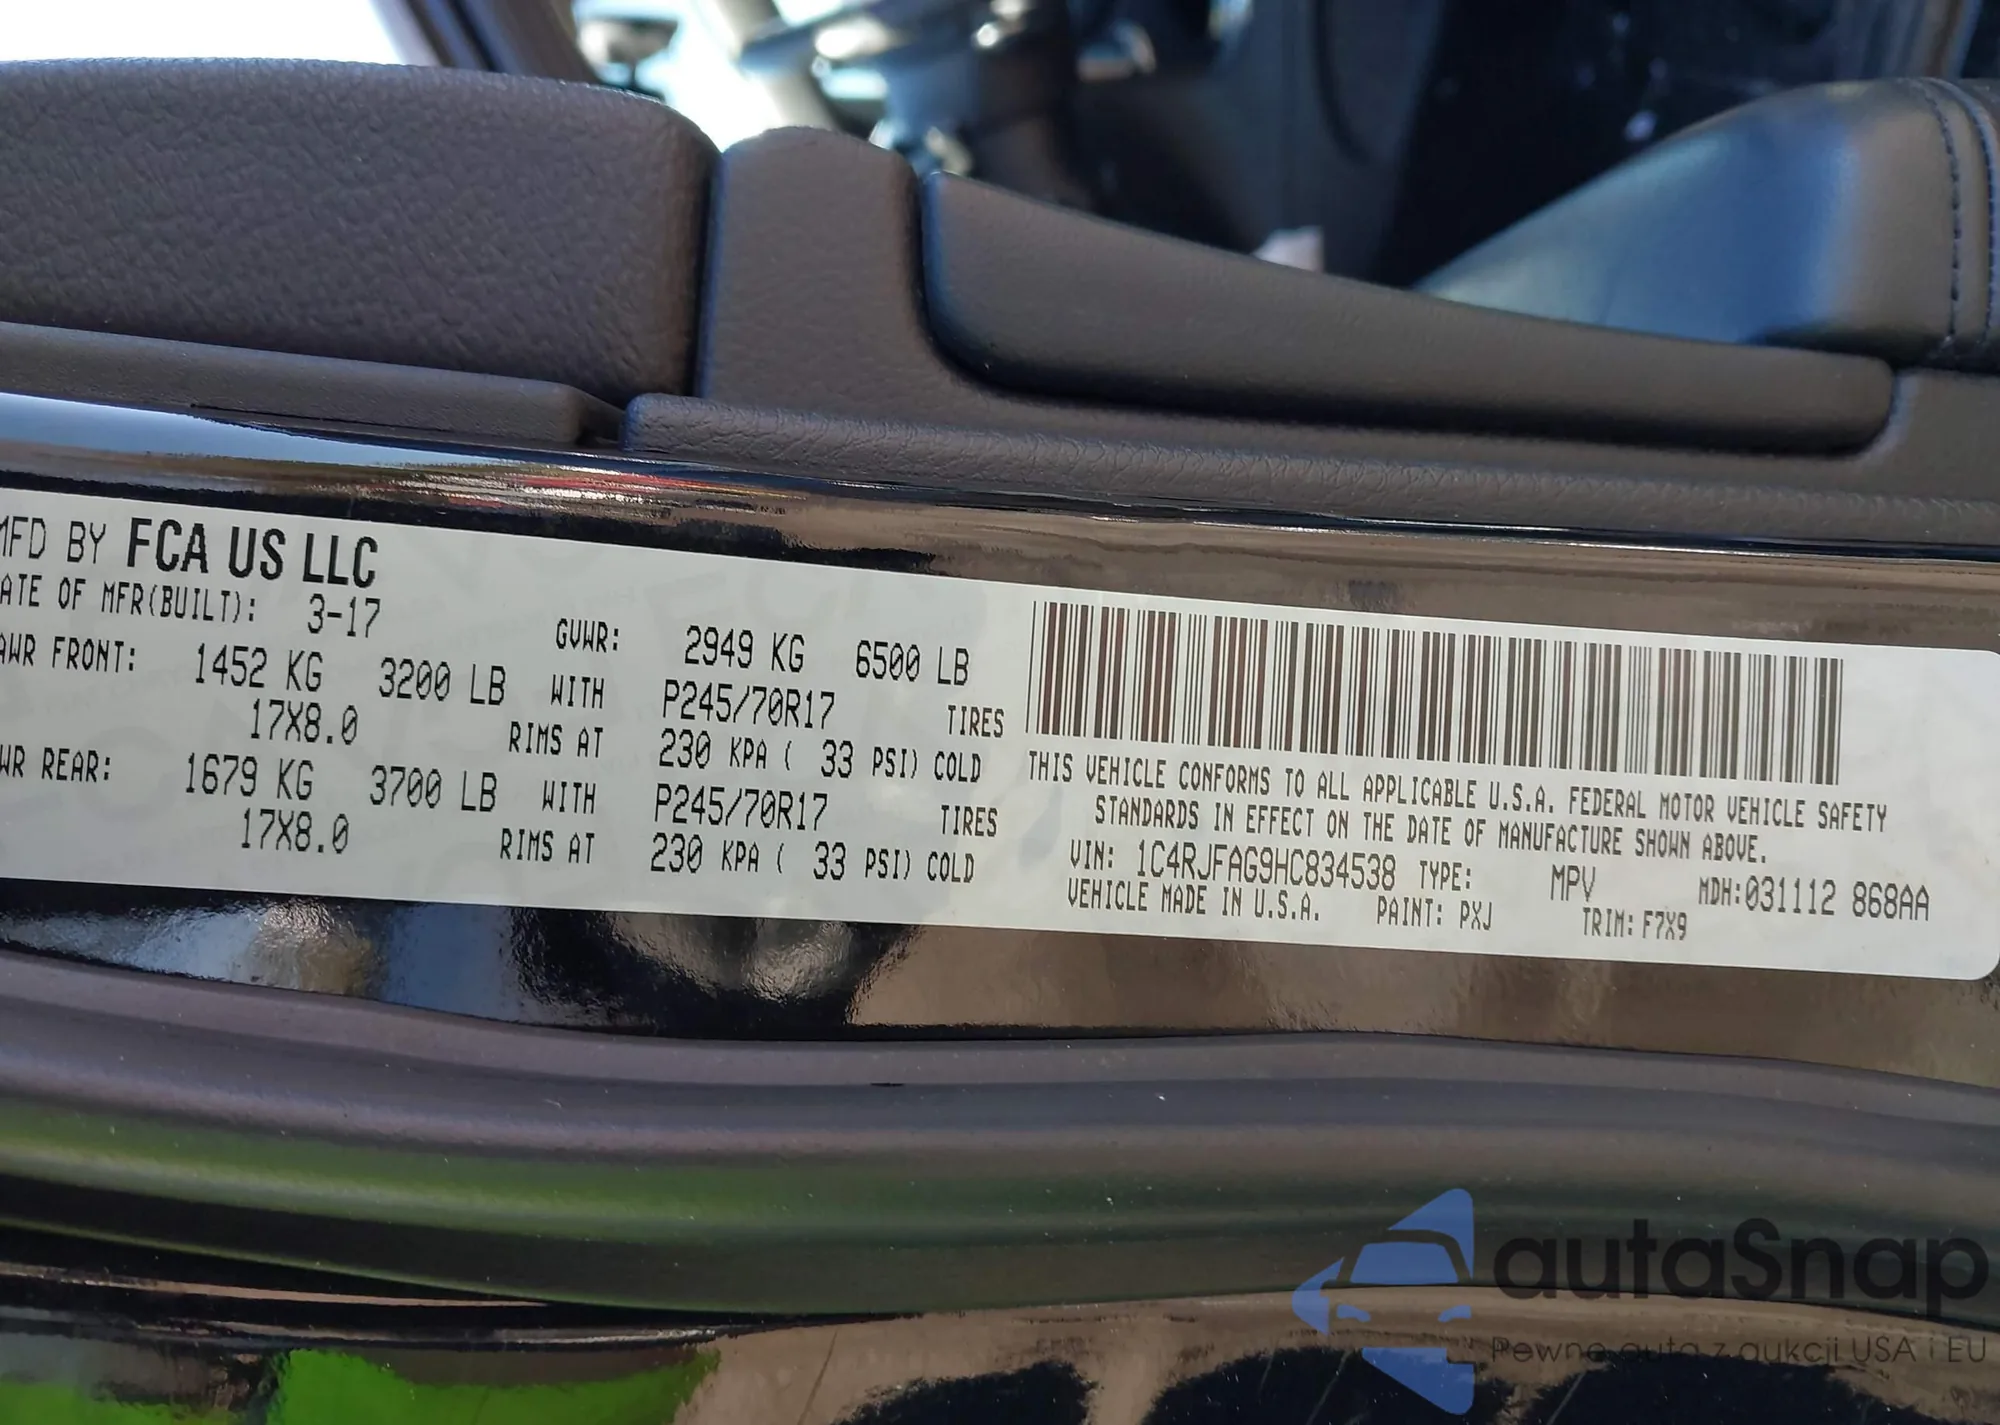 MFD BY FCA US LLC
DATE OF MFR(BUILT): 3-17 GVWR: 2949 KG 6500 LB
AWR FRONT: 1452 KG 3200 LB WITH P245/70R17 TIRES
17X8.0 RIMS AT 230 KPA ( 33 PSI) COLD
WR REAR: 1679 KG 3700 LB WITH P245/70R17 TIRES
17X8.0 RIMS AT 230 KPA ( 33 PSI) COLD
THIS VEHICLE CONFORMS TO ALL APPLICABLE U.S.A. FEDERAL MOTOR VEHICLE SAFETY
STANDARDS IN EFFECT ON THE DATE OF MANUFACTURE SHOWN ABOVE.
VIN: 1C4RJFAG9HC834538 TYPE: MPV MDH:031112 868AA
VEHICLE MADE IN U.S.A. PAINT: PXJ TRIM: F7X9
autaSnap
Pewne auta z aukcji USA i EU